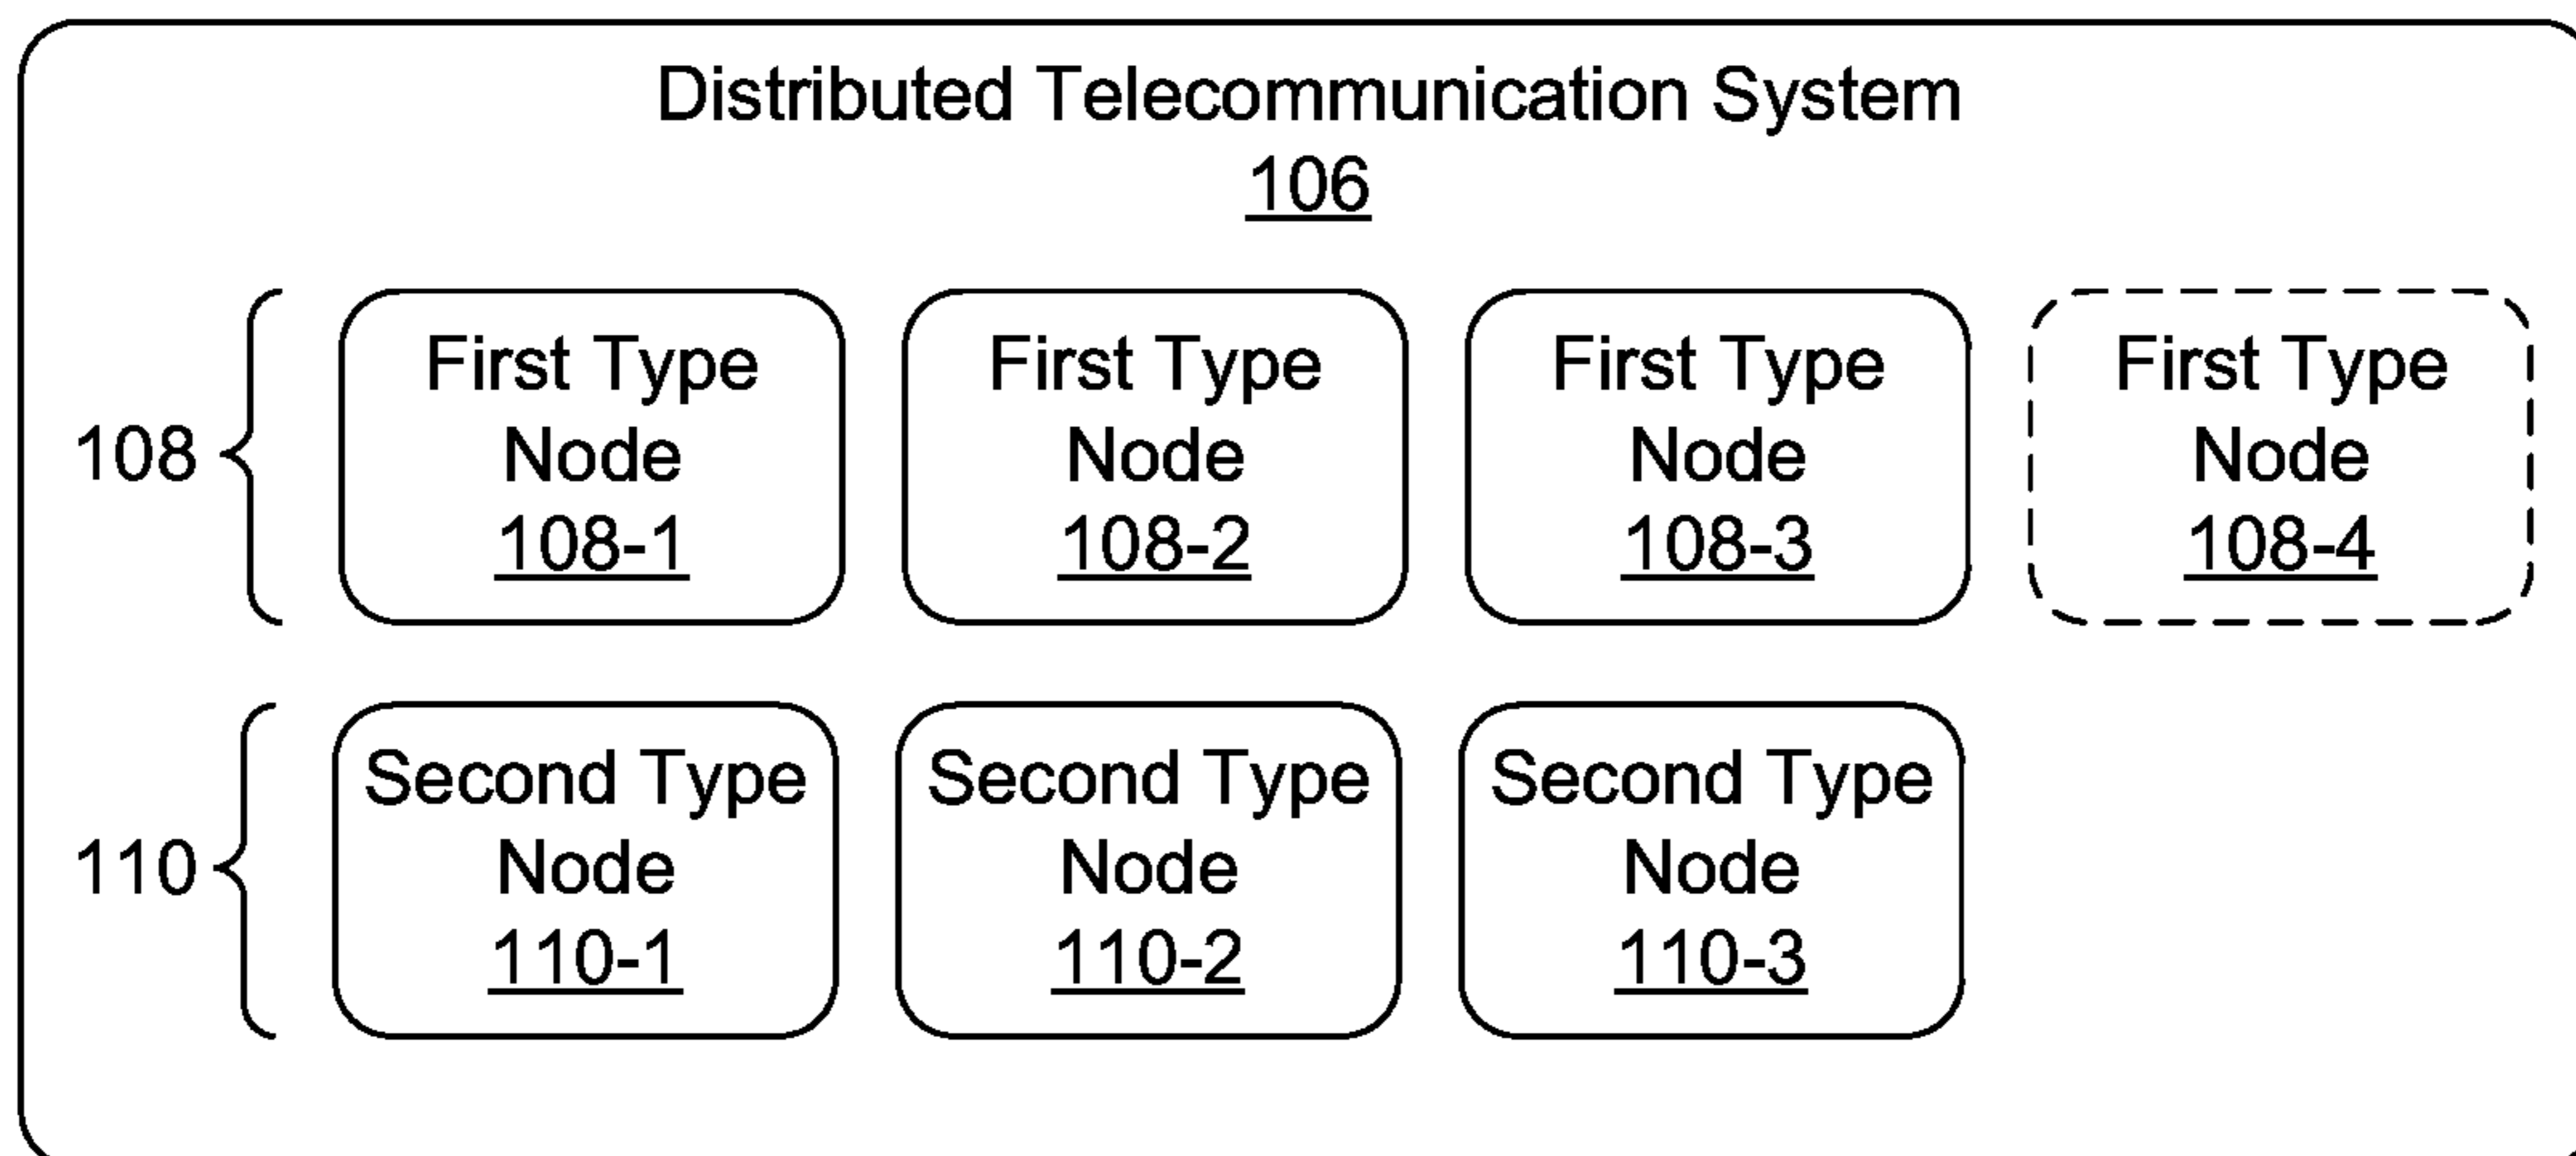 Distributed Telecommunication System
106
108
First Type
Node
108-1
First Type
Node
108-2
First Type
Node
108-3
First Type
Node
108-4
110
Second Type
Node
110-1
Second Type
Node
110-2
Second Type
Node
110-3